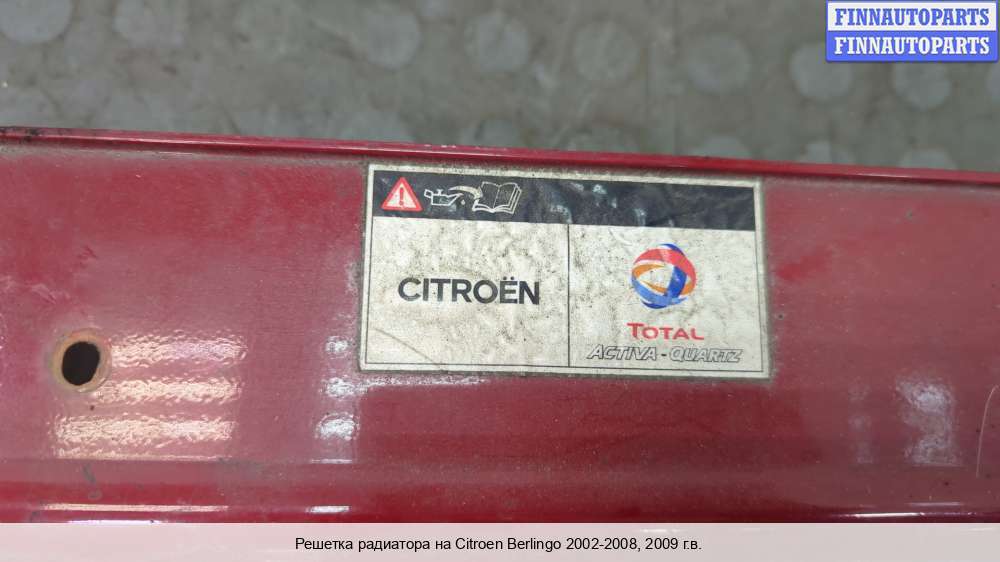 FINNAUTOPARTS
FINNAUTOPARTS
CITROËN
TOTAL
ACTIVA - QUARTZ
Решетка радиатора на Citroen Berlingo 2002-2008, 2009 г.в.